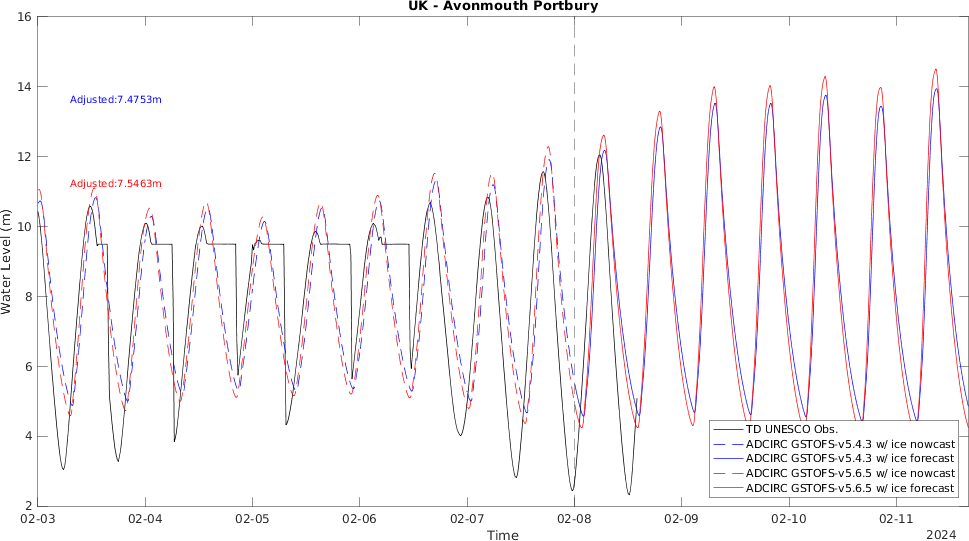 UK - Avonmouth Portbury
16
14
12
10
8
6
4
2
Water Level (m)
Adjusted:7.4753m
Adjusted:7.5463m
TD UNESCO Obs.
ADCIRC GSTOFS-v5.4.3 w/ ice nowcast
ADCIRC GSTOFS-v5.4.3 w/ ice forecast
ADCIRC GSTOFS-v5.6.5 w/ ice nowcast
ADCIRC GSTOFS-v5.6.5 w/ ice forecast
02-03 02-04 02-05 02-06 02-07 02-08 02-09 02-10 02-11
Time
2024